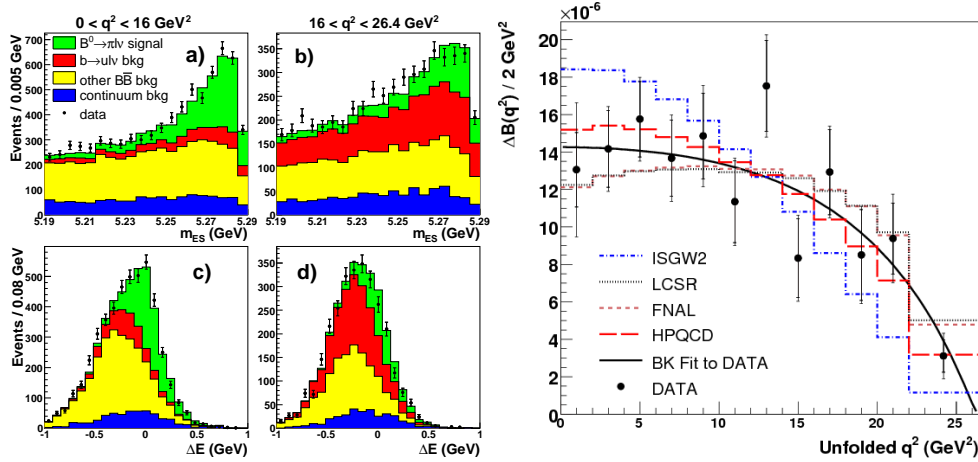 0 < q² < 16 GeV²
16 < q² < 26.4 GeV²
Events / 0.005 GeV
700
600
500
400
300
200
100
0
B⁰→πlν signal
b→ulν bkg
other BB̄ bkg
continuum bkg
data
a)
5.19 5.21 5.23 5.25 5.27 5.29
m_ES (GeV)
350
300
250
200
150
100
50
0
b)
5.19 5.21 5.23 5.25 5.27 5.29
m_ES (GeV)
Events / 0.08 GeV
500
400
300
200
100
0
c)
-1 -0.5 0 0.5 1
ΔE (GeV)
350
300
250
200
150
100
50
0
d)
-1 -0.5 0 0.5 1
ΔE (GeV)
×10⁻⁶
ΔB(q²) / 2 GeV²
20
18
16
14
12
10
8
6
4
2
0
ISGW2
LCSR
FNAL
HPQCD
BK Fit to DATA
DATA
0 5 10 15 20 25
Unfolded q² (GeV²)